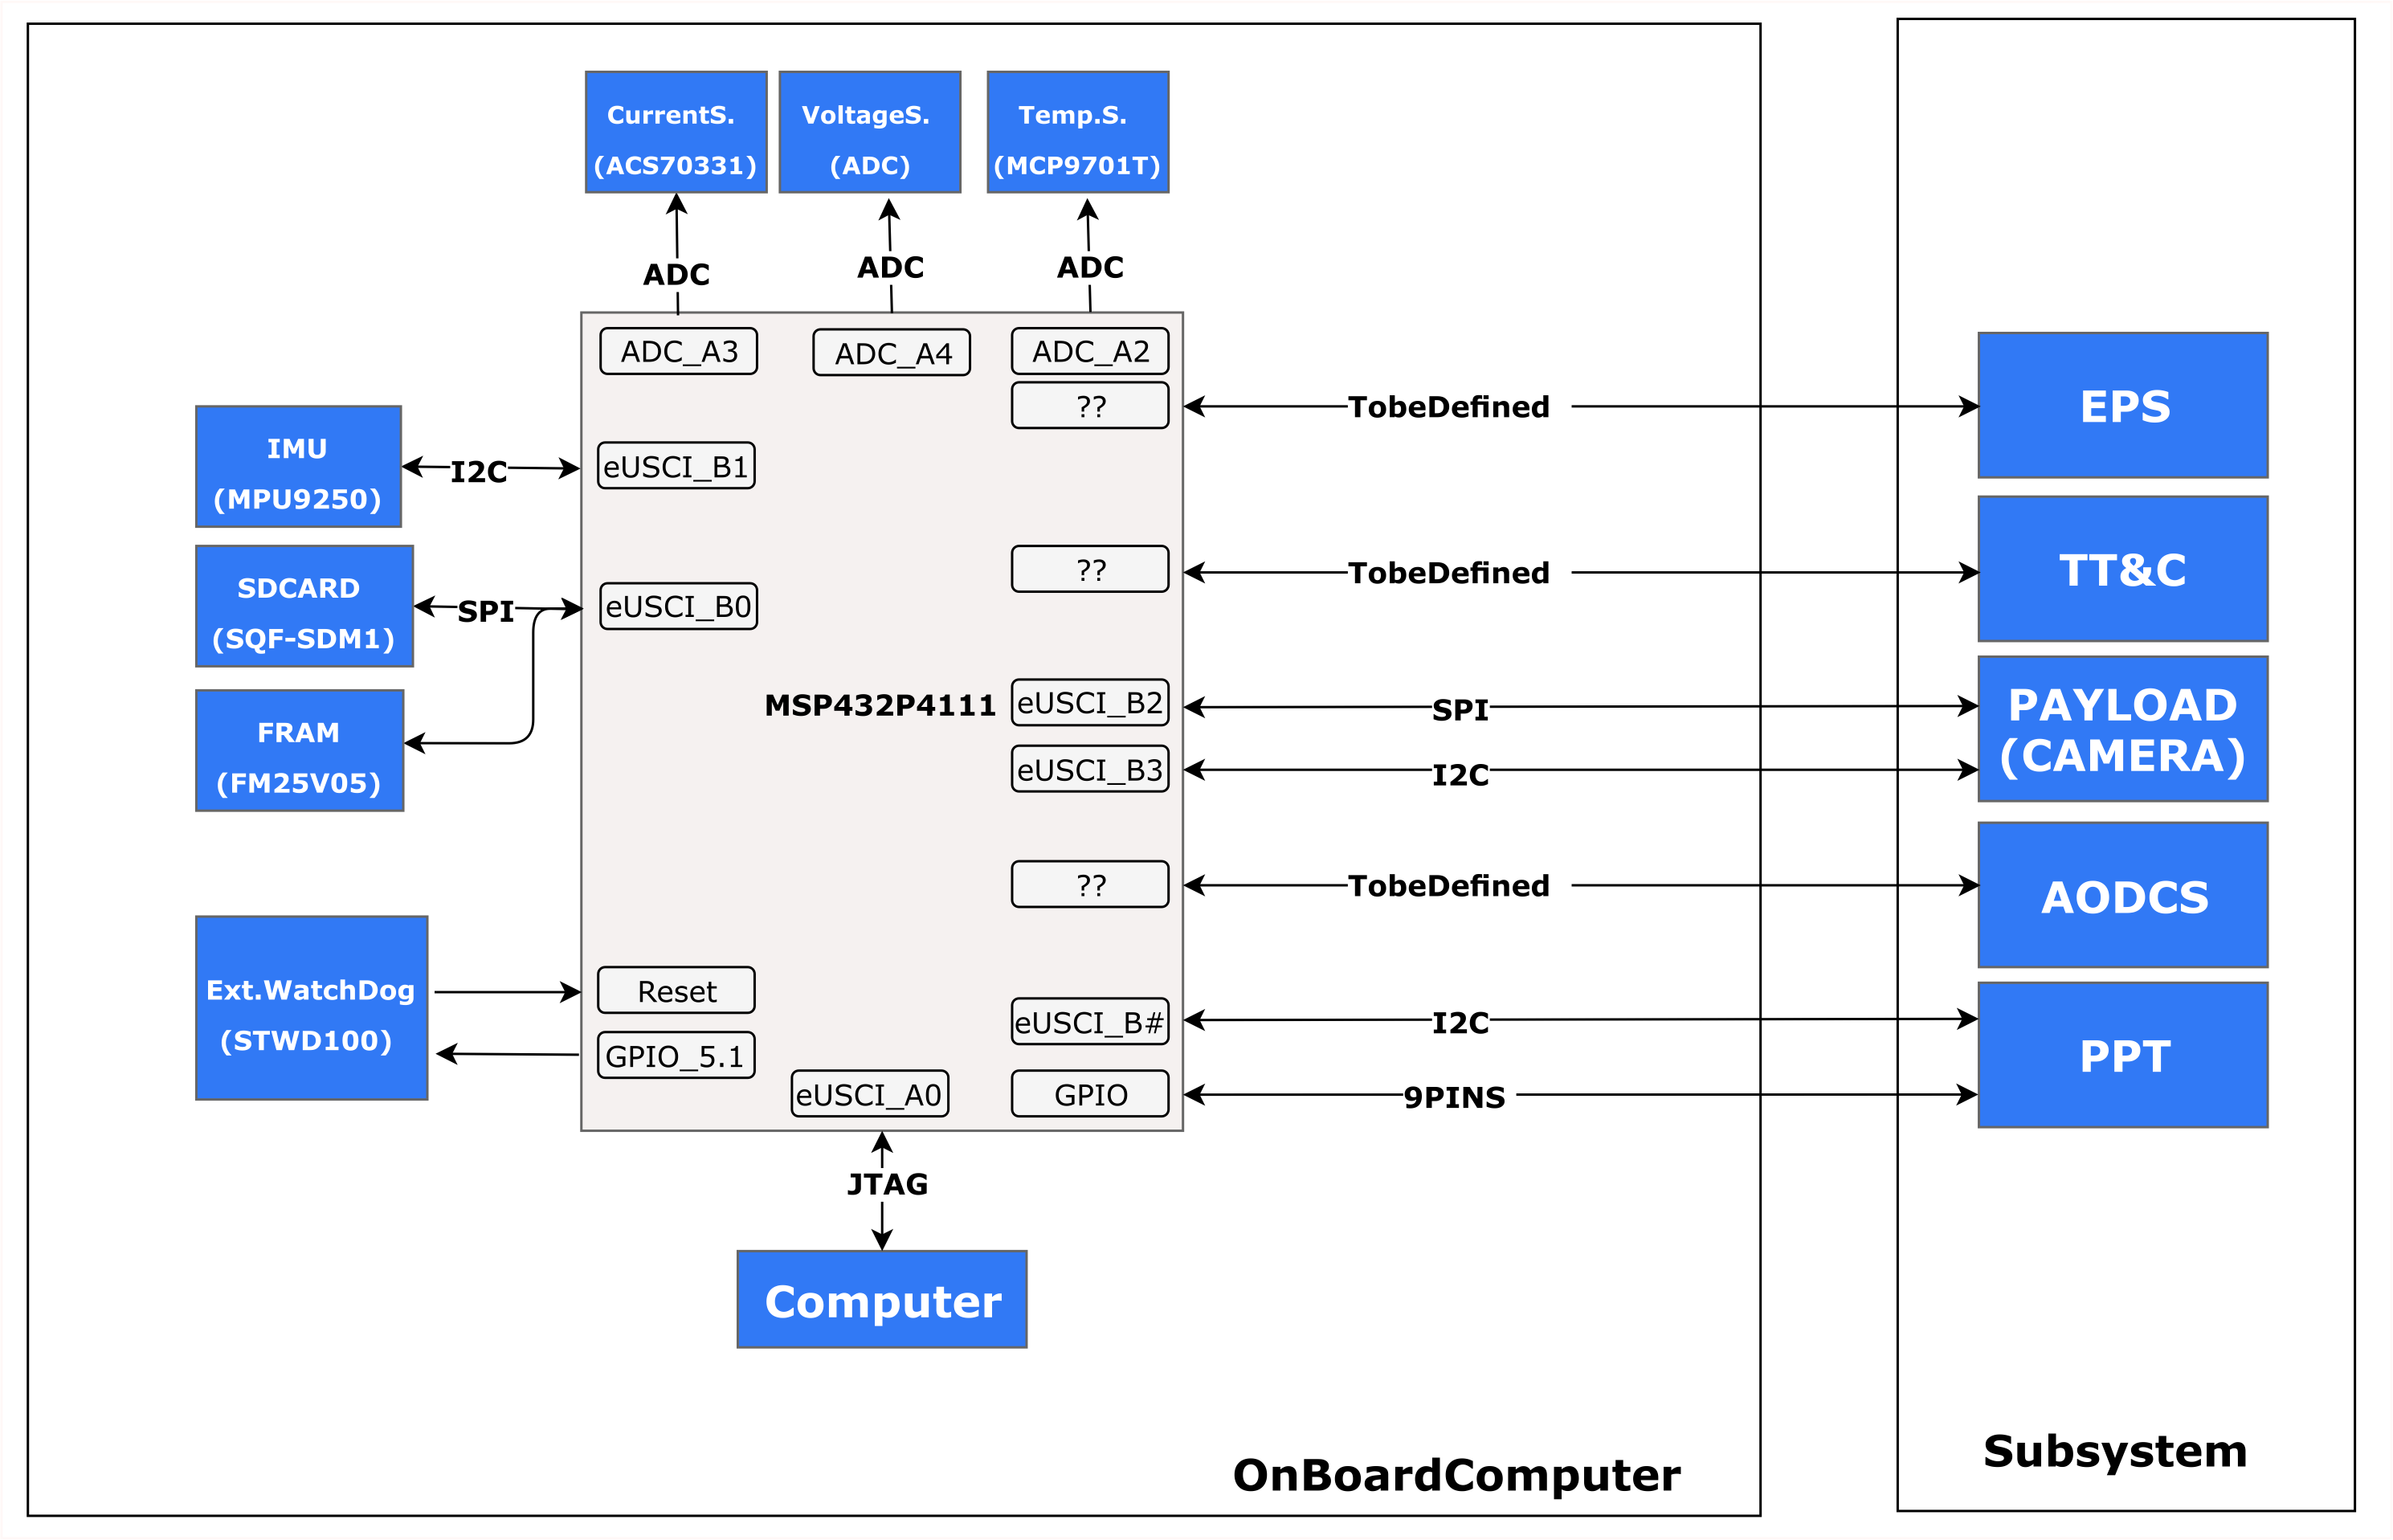 CurrentS.
(ACS70331)
VoltageS.
(ADC)
Temp.S.
(MCP9701T)
ADC
ADC
ADC
ADC_A3
ADC_A4
ADC_A2
??
TobeDefined
EPS
IMU
(MPU9250)
I2C
eUSCI_B1
??
TobeDefined
TT&C
SDCARD
(SQF-SDM1)
SPI
eUSCI_B0
MSP432P4111
eUSCI_B2
SPI
PAYLOAD
(CAMERA)
FRAM
(FM25V05)
eUSCI_B3
I2C
??
TobeDefined
AODCS
Ext.WatchDog
(STWD100)
Reset
GPIO_5.1
eUSCI_B#
I2C
PPT
eUSCI_A0
GPIO
9PINS
JTAG
Computer
OnBoardComputer
Subsystem